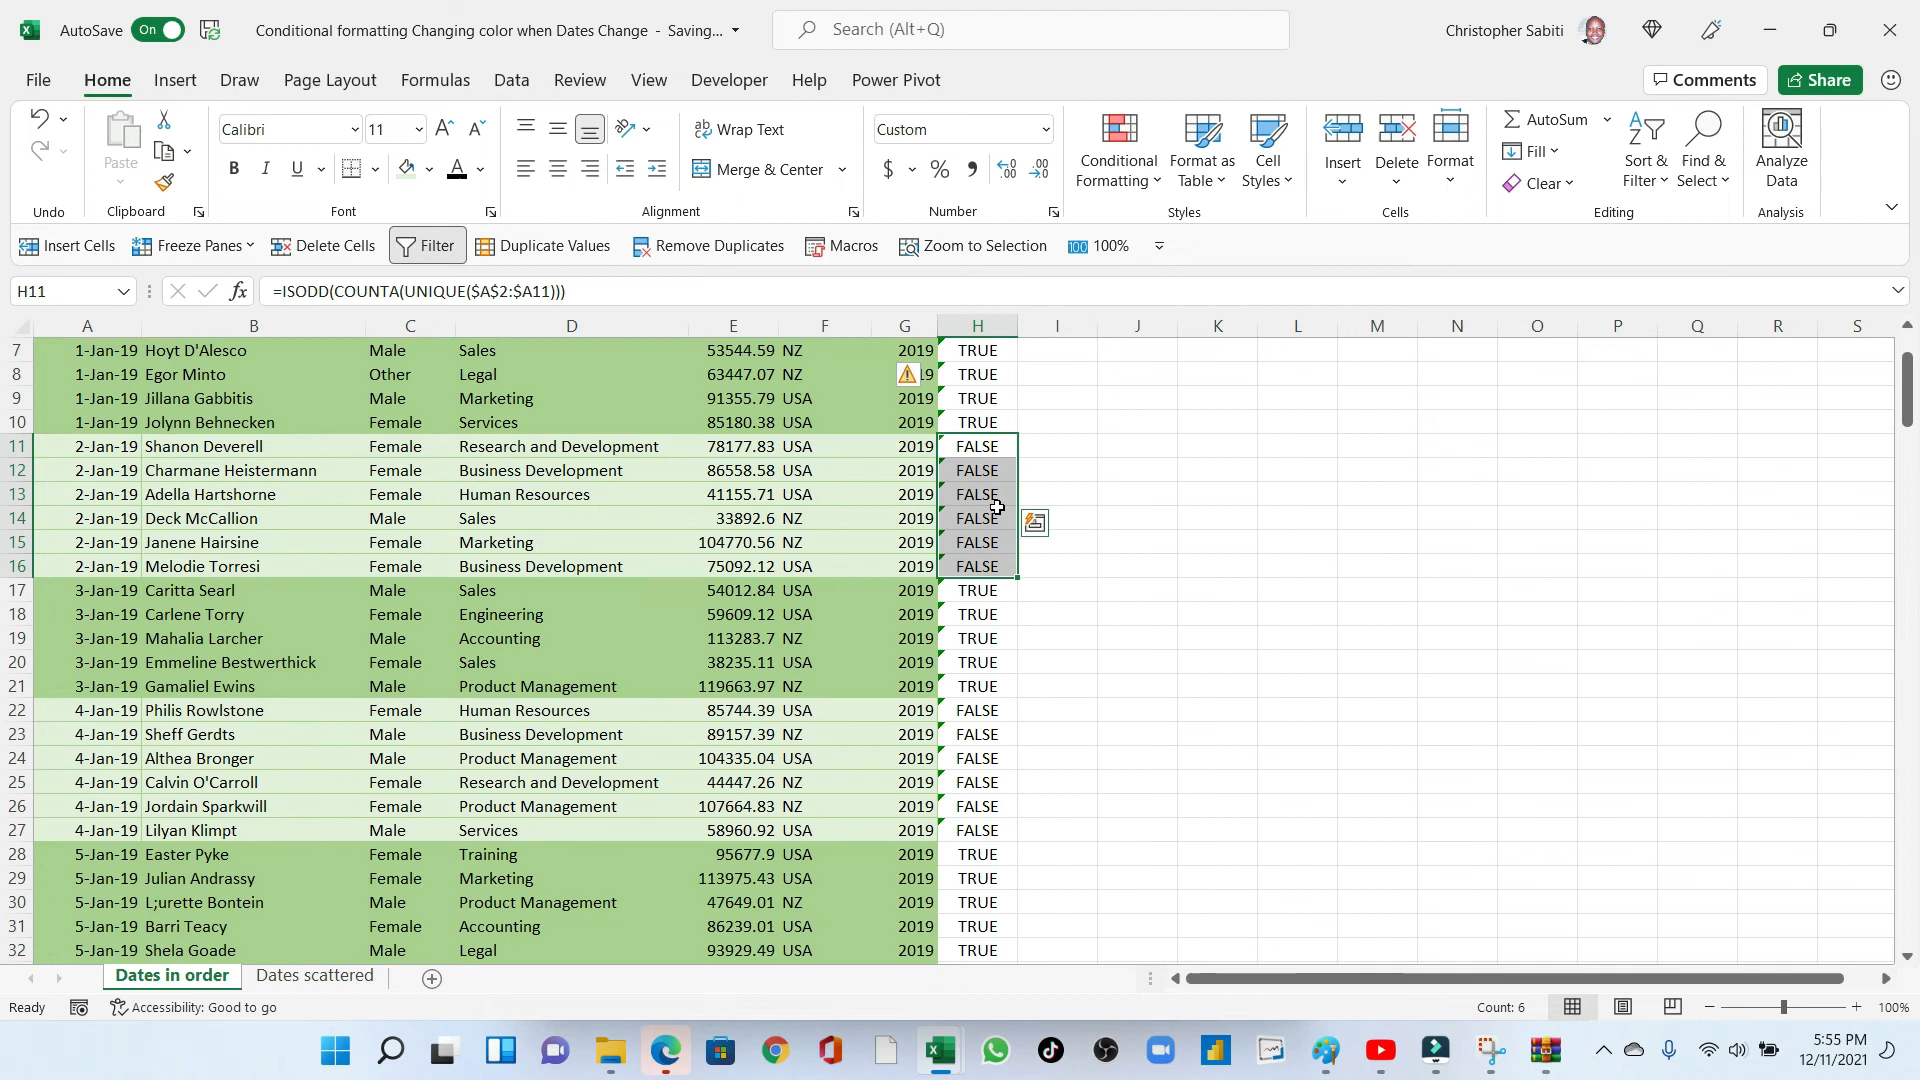 AutoSave On Conditional formatting Changing color when Dates Change - Saving... Search (Alt+Q) Christopher Sabiti
File Home Insert Draw Page Layout Formulas Data Review View Developer Help Power Pivot Comments Share
Paste Calibri 11 Wrap Text Custom Conditional Formatting Format as Table Cell Styles Insert Delete Format AutoSum Fill Clear Sort & Filter Find & Select Analyze Data
B I U Merge & Center $ %
Undo Clipboard Font Alignment Number Styles Cells Editing Analysis
Insert Cells Freeze Panes Delete Cells Filter Duplicate Values Remove Duplicates Macros Zoom to Selection 100 100%
H11 fx =ISODD(COUNTA(UNIQUE($A$2:$A11)))
A B C D E F G H I J K L M N O P Q R S
7 1-Jan-19 Hoyt D'Alesco Male Sales 53544.59 NZ 2019 TRUE
8 1-Jan-19 Egor Minto Other Legal 63447.07 NZ 19 TRUE
9 1-Jan-19 Jillana Gabbitis Male Marketing 91355.79 USA 2019 TRUE
10 1-Jan-19 Jolynn Behnecken Female Services 85180.38 USA 2019 TRUE
11 2-Jan-19 Shanon Deverell Female Research and Development 78177.83 USA 2019 FALSE
12 2-Jan-19 Charmane Heistermann Female Business Development 86558.58 USA 2019 FALSE
13 2-Jan-19 Adella Hartshorne Female Human Resources 41155.71 USA 2019 FALSE
14 2-Jan-19 Deck McCallion Male Sales 33892.6 NZ 2019 FALSE
15 2-Jan-19 Janene Hairsine Female Marketing 104770.56 NZ 2019 FALSE
16 2-Jan-19 Melodie Torresi Female Business Development 75092.12 USA 2019 FALSE
17 3-Jan-19 Caritta Searl Male Sales 54012.84 USA 2019 TRUE
18 3-Jan-19 Carlene Torry Female Engineering 59609.12 USA 2019 TRUE
19 3-Jan-19 Mahalia Larcher Male Accounting 113283.7 NZ 2019 TRUE
20 3-Jan-19 Emmeline Bestwerthick Female Sales 38235.11 USA 2019 TRUE
21 3-Jan-19 Gamaliel Ewins Male Product Management 119663.97 NZ 2019 TRUE
22 4-Jan-19 Philis Rowlstone Female Human Resources 85744.39 USA 2019 FALSE
23 4-Jan-19 Sheff Gerdts Male Business Development 89157.39 NZ 2019 FALSE
24 4-Jan-19 Althea Bronger Male Product Management 104335.04 USA 2019 FALSE
25 4-Jan-19 Calvin O'Carroll Female Research and Development 44447.26 NZ 2019 FALSE
26 4-Jan-19 Jordain Sparkwill Female Product Management 107664.83 NZ 2019 FALSE
27 4-Jan-19 Lilyan Klimpt Male Services 58960.92 USA 2019 FALSE
28 5-Jan-19 Easter Pyke Female Training 95677.9 USA 2019 TRUE
29 5-Jan-19 Julian Andrassy Female Marketing 113975.43 USA 2019 TRUE
30 5-Jan-19 L;urette Bontein Male Product Management 47649.01 NZ 2019 TRUE
31 5-Jan-19 Barri Teacy Female Accounting 86239.01 USA 2019 TRUE
32 5-Jan-19 Shela Goade Male Legal 93929.49 USA 2019 TRUE
Dates in order Dates scattered
Ready Accessibility: Good to go Count: 6 100%
5:55 PM
12/11/2021